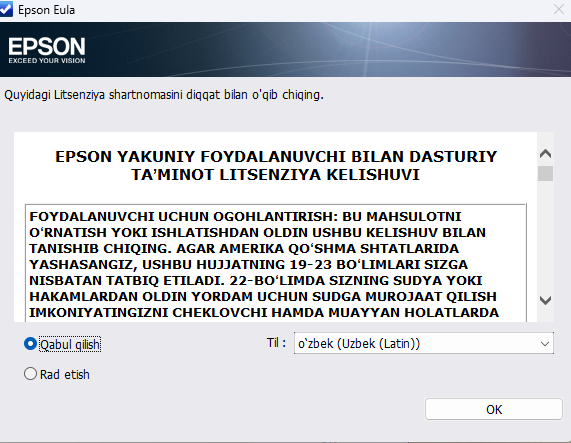 Epson Eula
EPSON
EXCEED YOUR VISION
Quyidagi Litsenziya shartnomasini diqqat bilan o'qib chiqing.
EPSON YAKUNIY FOYDALANUVCHI BILAN DASTURIY
TA’MINOT LITSENZIYA KELISHUVI
FOYDALANUVCHI UCHUN OGOHLANTIRISH: BU MAHSULOTNI
O‘RNATISH YOKI ISHLATISHDAN OLDIN USHBU KELISHUV BILAN
TANISHIB CHIQING. AGAR AMERIKA QO‘SHMA SHTATLARIDA
YASHASANGIZ, USHBU HUJJATNING 19-23 BO‘LIMLARI SIZGA
NISBATAN TATBIQ ETILADI. 22-BO‘LIMDA SIZNING SUDYA YOKI
HAKAMLARDAN OLDIN YORDAM UCHUN SUDGA MUROJAAT QILISH
IMKONIYATINGIZNI CHEKLOVCHI HAMDA MUAYYAN HOLATLARDA
Qabul qilish
Til :
o‘zbek (Uzbek (Latin))
Rad etish
OK